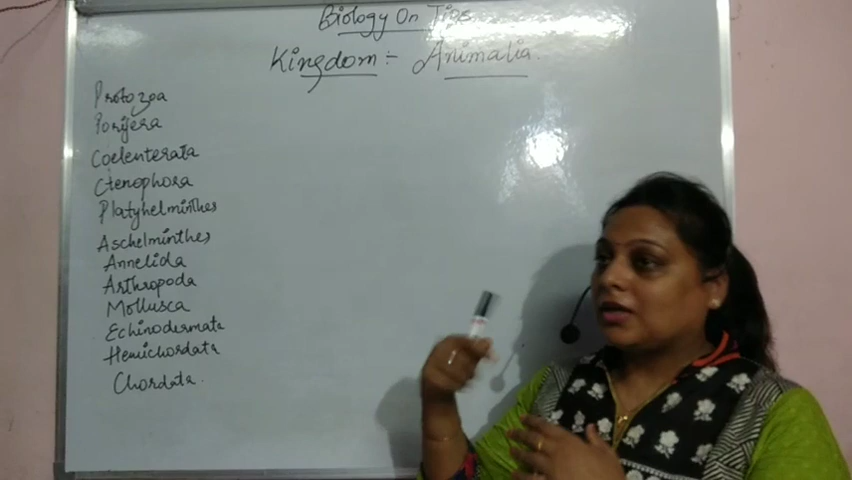 Biology On Tips
Kingdom :- Animalia.
Protozoa
Porifera
Coelenterata
Ctenophora
Platyhelminthes
Aschelminthes
Annelida
Arthropoda
Mollusca
Echinodermata
Hemichordata
Chordata.